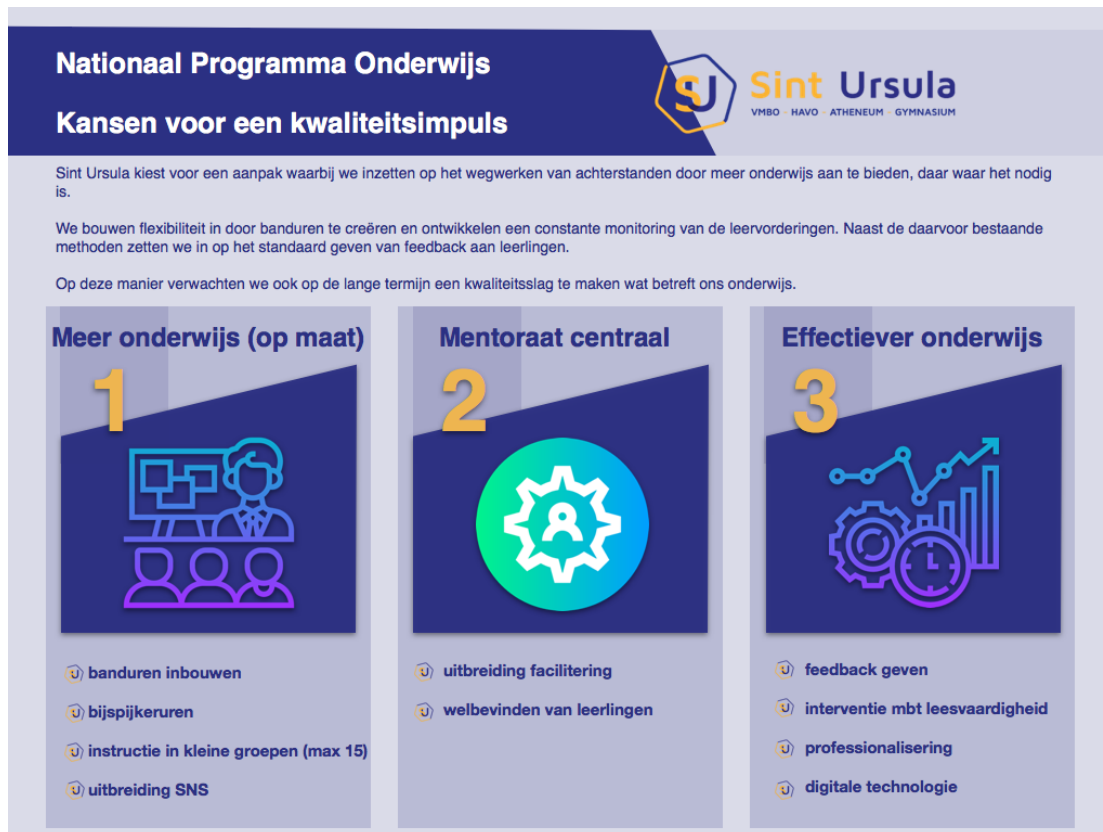 Nationaal Programma Onderwijs
Kansen voor een kwaliteitsimpuls
SU
Sint Ursula
VMBO - HAVO - ATHENEUM - GYMNASIUM
Sint Ursula kiest voor een aanpak waarbij we inzetten op het wegwerken van achterstanden door meer onderwijs aan te bieden, daar waar het nodig
is.
We bouwen flexibiliteit in door banduren te creëren en ontwikkelen een constante monitoring van de leervorderingen. Naast de daarvoor bestaande
methoden zetten we in op het standaard geven van feedback aan leerlingen.
Op deze manier verwachten we ook op de lange termijn een kwaliteitsslag te maken wat betreft ons onderwijs.
Meer onderwijs (op maat)
1
banduren inbouwen
bijspijkeruren
instructie in kleine groepen (max 15)
uitbreiding SNS
Mentoraat centraal
2
uitbreiding facilitering
welbevinden van leerlingen
Effectiever onderwijs
3
feedback geven
interventie mbt leesvaardigheid
professionalisering
digitale technologie